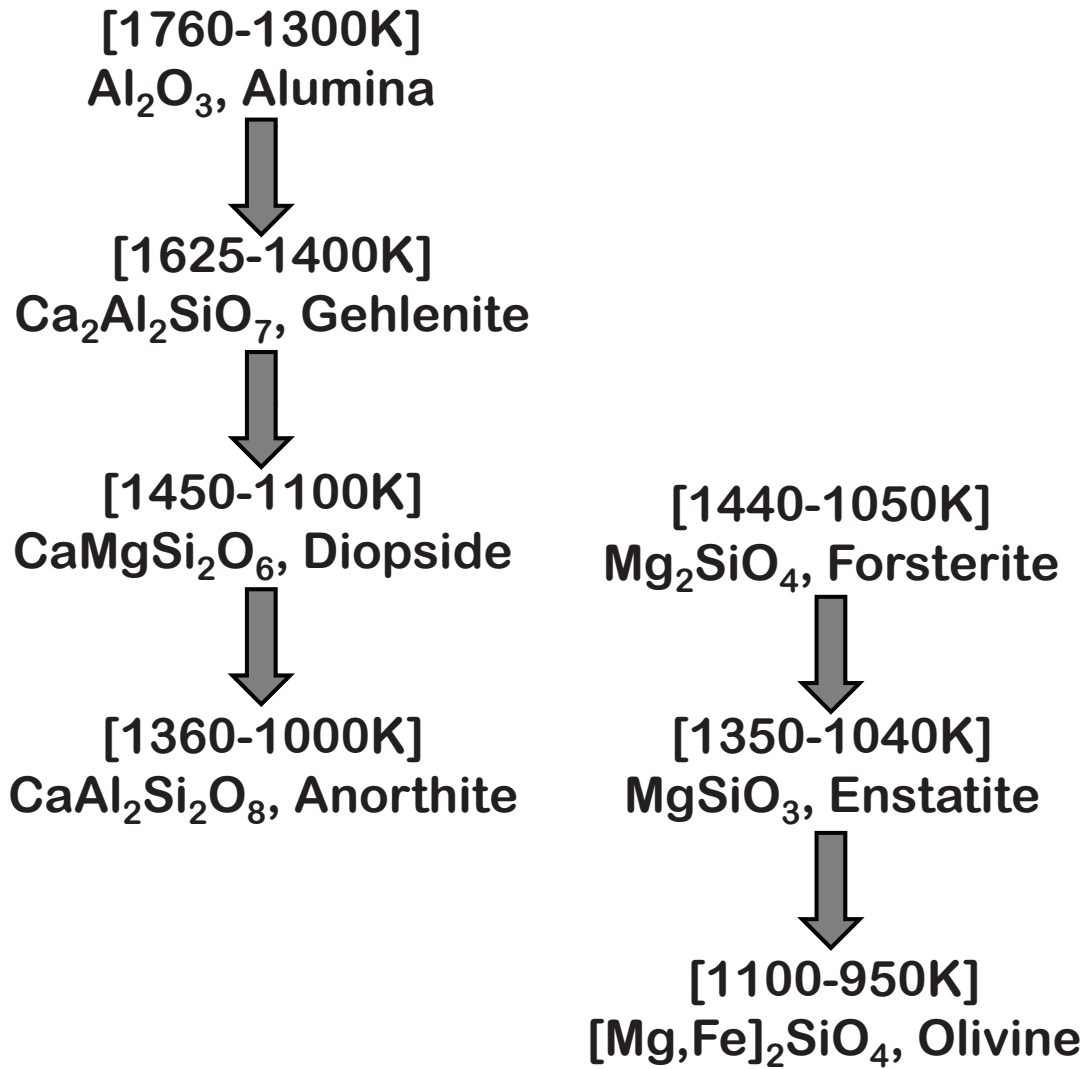 [1760-1300K]
Al₂O₃, Alumina
[1625-1400K]
Ca₂Al₂SiO₇, Gehlenite
[1450-1100K]
CaMgSi₂O₆, Diopside
[1360-1000K]
CaAl₂Si₂O₈, Anorthite
[1440-1050K]
Mg₂SiO₄, Forsterite
[1350-1040K]
MgSiO₃, Enstatite
[1100-950K]
[Mg,Fe]₂SiO₄, Olivine